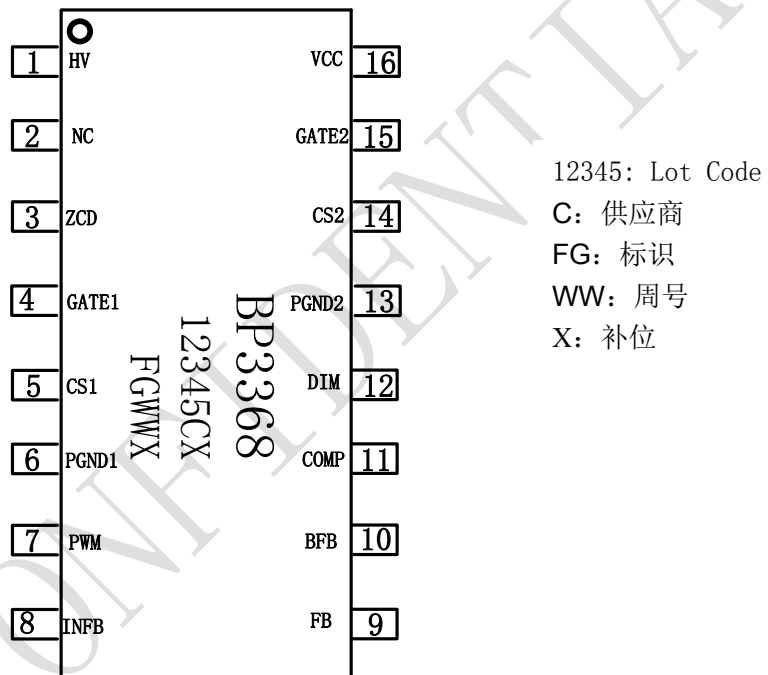 1 HV VCC 16
2 NC GATE2 15
3 ZCD CS2 14
4 GATE1 PGND2 13
5 CS1 DIM 12
6 PGND1 COMP 11
7 PWM BFB 10
8 INFB FB 9
BP3368
12345CX
FGWWX
12345: Lot Code
C: 供应商
FG: 标识
WW: 周号
X: 补位
ONFIDENTIA